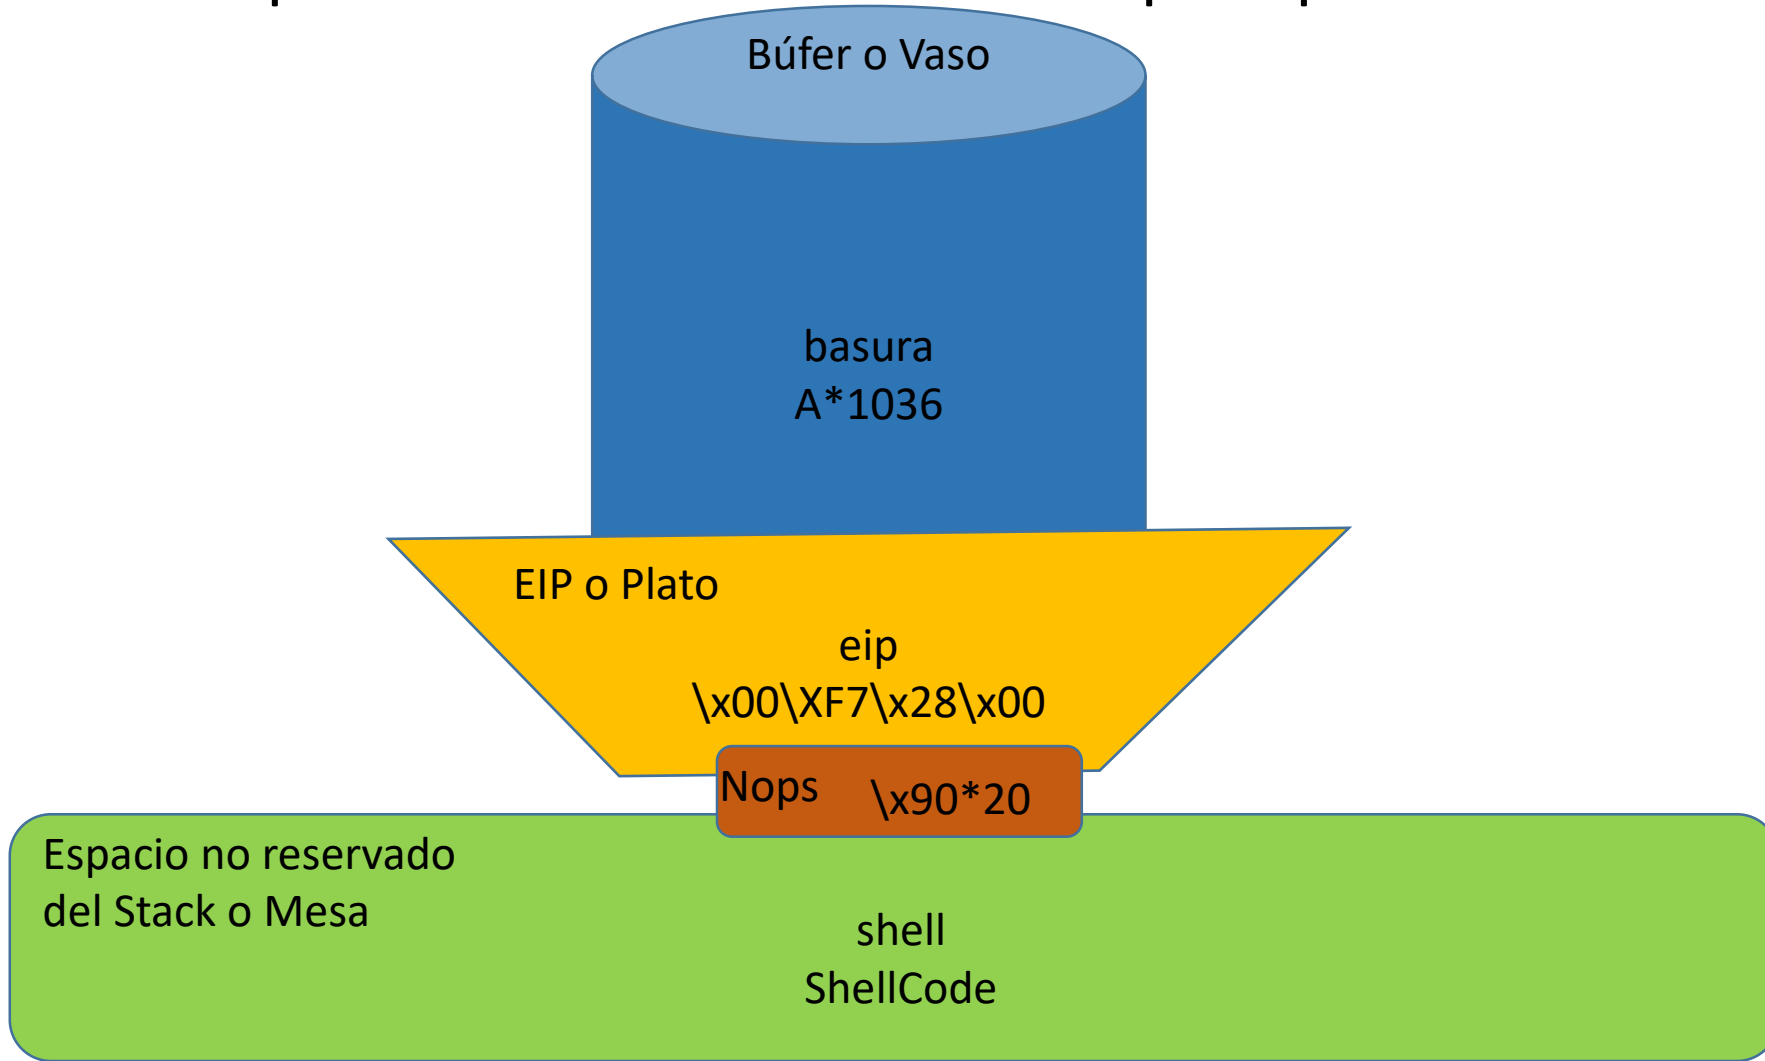 Búfer o Vaso
basura
A*1036
EIP o Plato
eip
\x00\XF7\x28\x00
Nops \x90*20
Espacio no reservado
del Stack o Mesa
shell
ShellCode